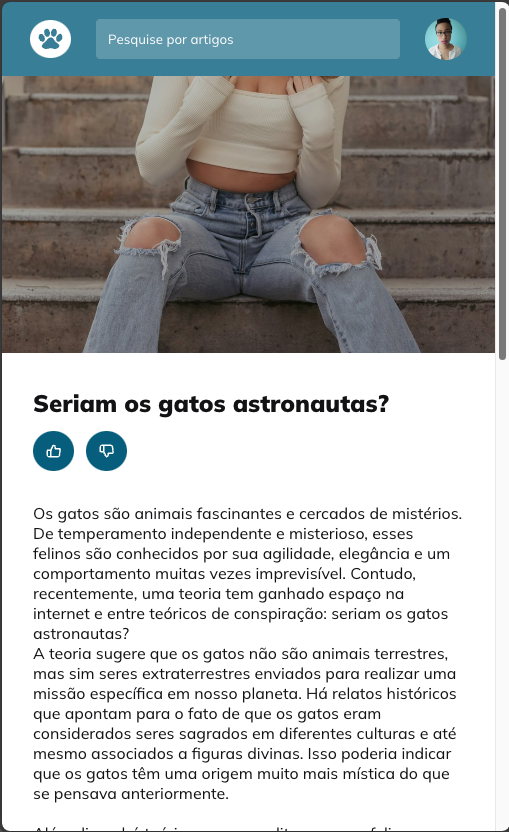 Pesquise por artigos
Seriam os gatos astronautas?
Os gatos são animais fascinantes e cercados de mistérios.
De temperamento independente e misterioso, esses
felinos são conhecidos por sua agilidade, elegância e um
comportamento muitas vezes imprevisível. Contudo,
recentemente, uma teoria tem ganhado espaço na
internet e entre teóricos de conspiração: seriam os gatos
astronautas?
A teoria sugere que os gatos não são animais terrestres,
mas sim seres extraterrestres enviados para realizar uma
missão específica em nosso planeta. Há relatos históricos
que apontam para o fato de que os gatos eram
considerados seres sagrados em diferentes culturas e até
mesmo associados a figuras divinas. Isso poderia indicar
que os gatos têm uma origem muito mais mística do que
se pensava anteriormente.